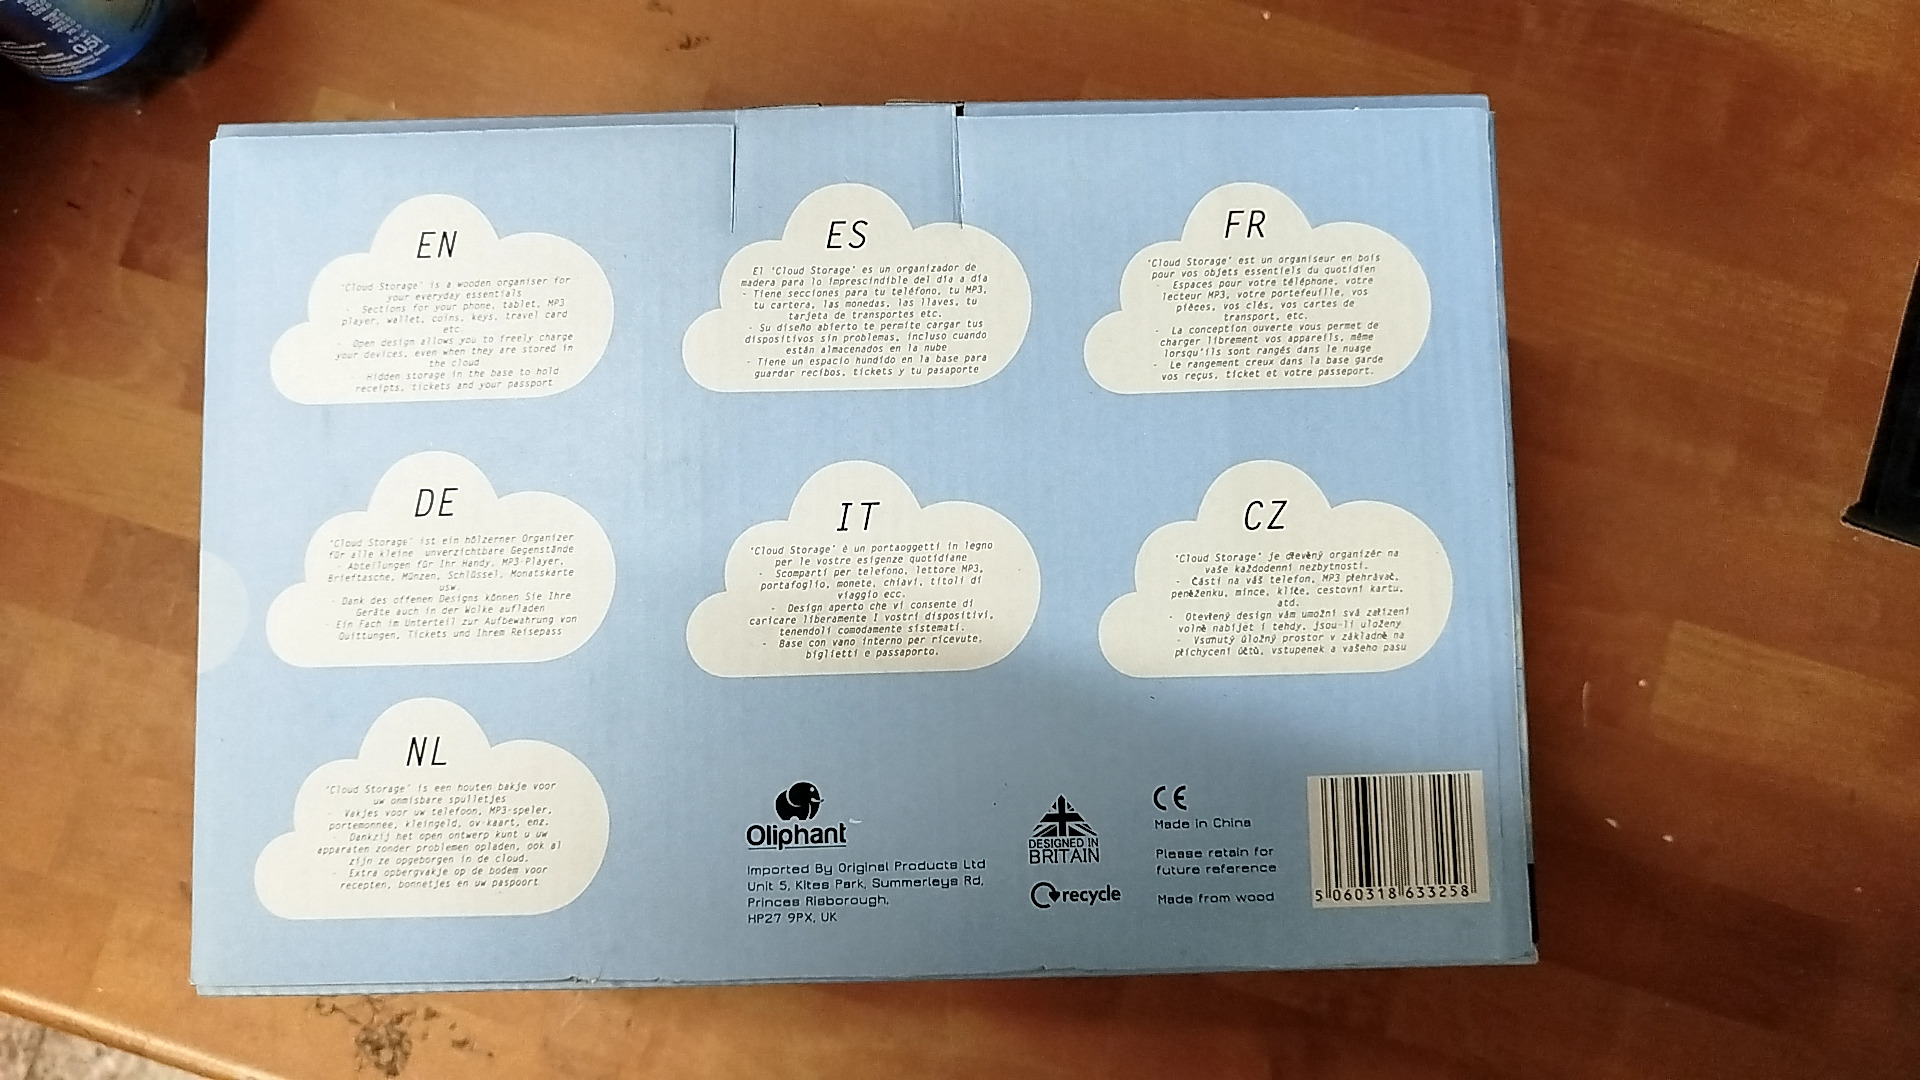 EN
'Cloud Storage' is a wooden organiser for
your everyday essentials
- Sections for your phone, tablet, MP3
player, wallet, coins, keys, travel card
etc.
- Open design allows you to freely charge
your devices, even when they are stored in
the cloud
- Hidden storage in the base to hold
receipts, tickets and your passport
ES
El 'Cloud Storage' es un organizador de
madera para lo imprescindible del día a día
- Tiene secciones para tu teléfono, tu MP3,
tu cartera, las monedas, las llaves, tu
tarjeta de transportes etc.
- Su diseño abierto te permite cargar tus
dispositivos sin problemas, incluso cuando
están almacenados en la nube
- Tiene un espacio hundido en la base para
guardar recibos, tickets y tu pasaporte
FR
'Cloud Storage' est un organiseur en bois
pour vos objets essentiels du quotidien
- Espaces pour votre téléphone, votre
lecteur MP3, votre portefeuille, vos
pièces, vos clés, vos cartes de
transport, etc.
- La conception ouverte vous permet de
charger librement vos appareils, même
lorsqu'ils sont rangés dans le nuage
- Le rangement creux dans la base garde
vos reçus, ticket et votre passeport.
DE
'Cloud Storage' ist ein hölzerner Organizer
für alle kleine unverzichtbare Gegenstände
- Abteilungen für Ihr Handy, MP3-Player,
Brieftasche, Münzen, Schlüssel, Monatskarte
usw.
- Dank des offenen Designs können Sie Ihre
Geräte auch in der Wolke aufladen
- Ein Fach im Unterteil zur Aufbewahrung von
Quittungen, Tickets und Ihrem Reisepass
IT
'Cloud Storage' è un portaoggetti in legno
per le vostre esigenze quotidiane
- Scomparti per telefono, lettore MP3,
portafoglio, monete, chiavi, titoli di
viaggio ecc.
- Design aperto che vi consente di
caricare liberamente I vostri dispositivi,
tenendoli comodamente sistemati.
- Base con vano interno per ricevute,
biglietti e passaporto.
CZ
'Cloud Storage' je dřevěný organizér na
vaše každodenní nezbytnosti.
- Části na váš telefon, MP3 přehrávač,
peněženku, mince, klíče, cestovní kartu,
atd.
- Otevřený design vám umožní svá zařízení
volně nabíjet i tehdy, jsou-li uloženy
- Vsunutý úložný prostor v základně na
přichycení účtů, vstupenek a vašeho pasu
NL
'Cloud Storage' is een houten bakje voor
uw onmisbare spulletjes
- Vakjes voor uw telefoon, MP3-speler,
portemonnee, kleingeld, ov-kaart, enz.
- Dankzij het open ontwerp kunt u uw
apparaten zonder problemen opladen, ook al
zijn ze opgeborgen in de cloud.
- Extra opbergvakje op de bodem voor
recepten, bonnetjes en uw paspoort
Oliphant
Imported By Original Products Ltd
Unit 5, Kites Park, Summerleys Rd,
Princes Risborough,
HP27 9PX, UK
DESIGNED IN
BRITAIN
recycle
CE
Made in China
Please retain for
future reference
Made from wood
5 060318 633258